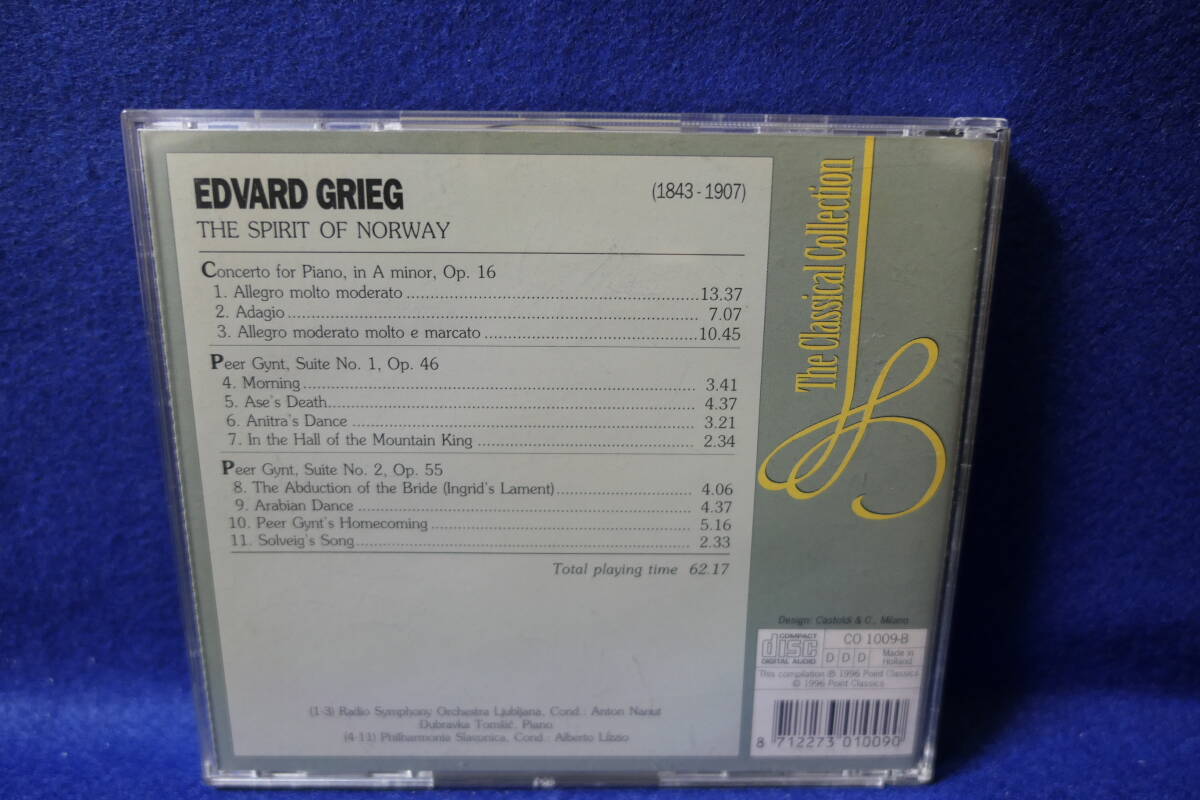 EDVARD GRIEG (1843-1907)
THE SPIRIT OF NORWAY
Concerto for Piano, in A minor, Op. 16
1. Allegro molto moderato 13.37
2. Adagio 7.07
3. Allegro moderato molto e marcato 10.45
Peer Gynt, Suite No. 1, Op. 46
4. Morning 3.41
5. Ase's Death 4.37
6. Anitra's Dance 3.21
7. In the Hall of the Mountain King 2.34
Peer Gynt, Suite No. 2, Op. 55
8. The Abduction of the Bride (Ingrid's Lament) 4.06
9. Arabian Dance 4.37
10. Peer Gynt's Homecoming 5.16
11. Solveig's Song 2.33
Total playing time 62.17
(1-3) Radio Symphony Orchestra Ljubljana, Cond.: Anton Nanut
Dubravka Tomšič, Piano
(4-11) Philharmonia Slavonica, Cond.: Alberto Lizzio
The Classical Collection
Design: Castoldi & C., Milano
COMPACT disc DIGITAL AUDIO
CO 1009-B
D D D
Made in Holland
This compilation ℗ 1996 Point Classics
© 1996 Point Classics
8 712273 010090